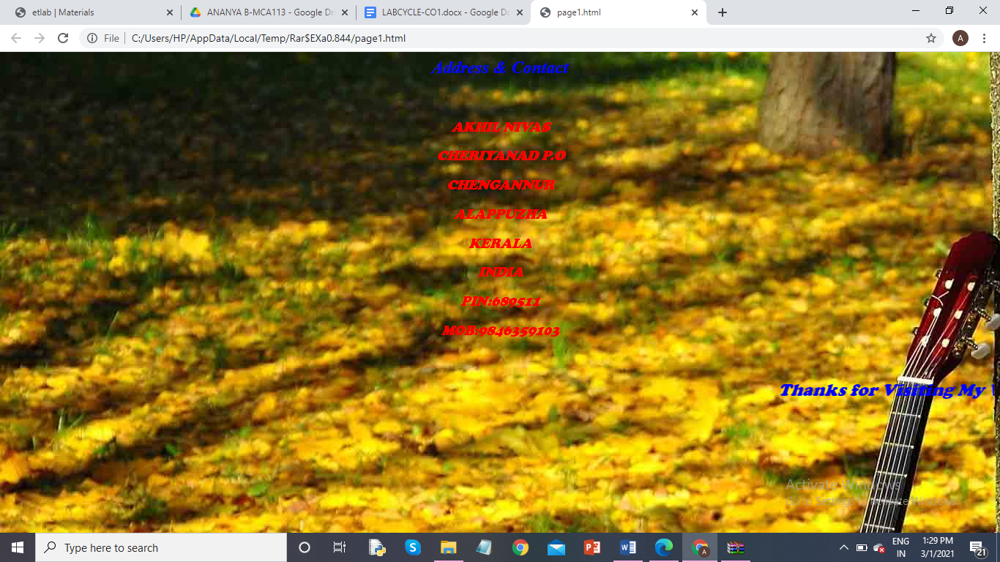 etlab | Materials
ANANYA B-MCA113 - Google Dr
LABCYCLE-CO1.docx - Google Do
page1.html
File
C:/Users/HP/AppData/Local/Temp/Rar$EXa0.844/page1.html
A
Address & Contact
AKHIL NIVAS
CHERIYANAD P.O
CHENGANNUR
ALAPPUZHA
KERALA
INDIA
PIN:689511
MOB:9846359103
Thanks for Visiting My
Activate Windows
Go to Settings to activate Windows.
Type here to search
ENG
IN
1:29 PM
3/1/2021
21